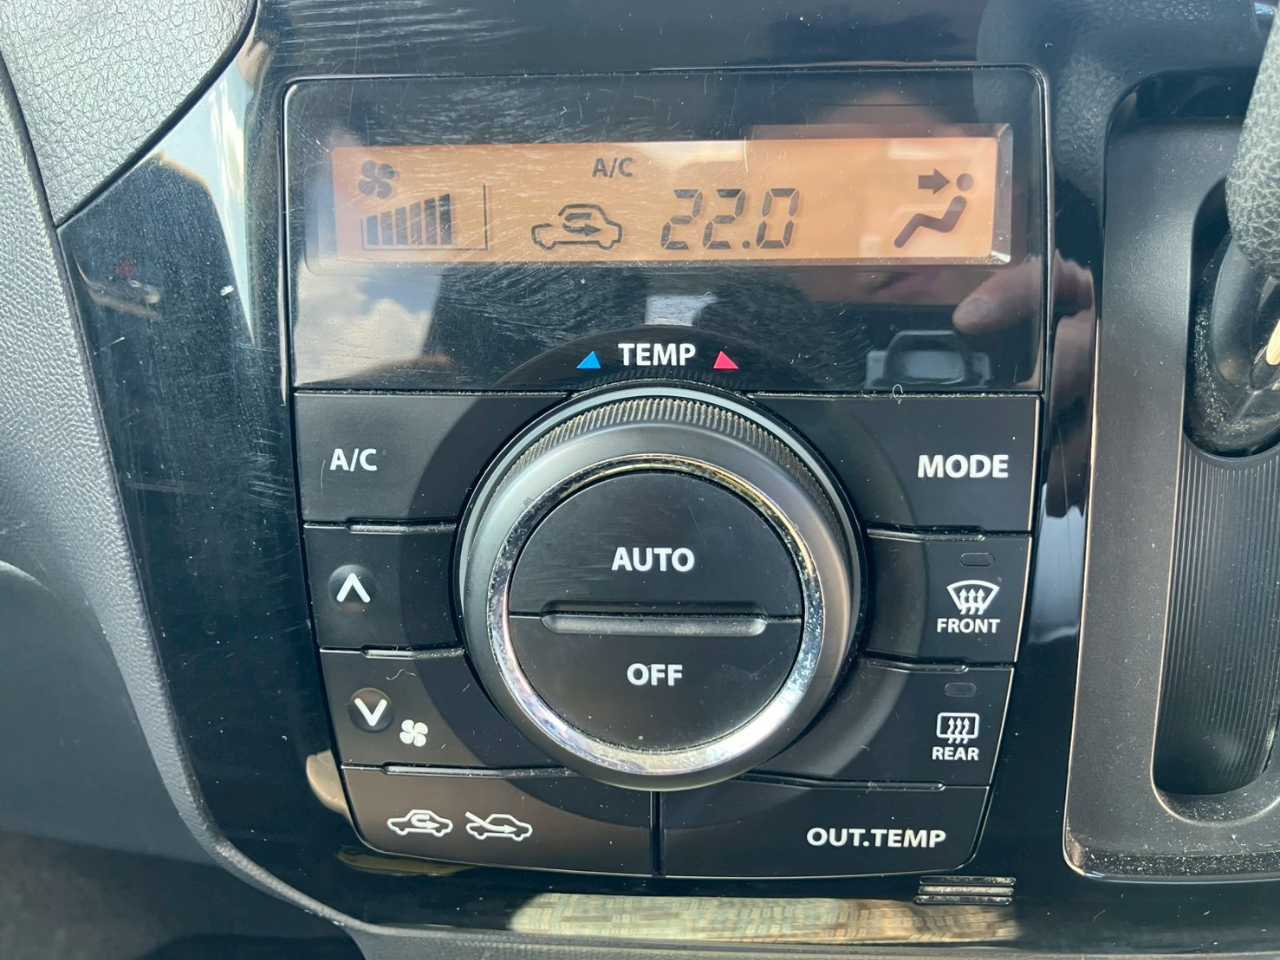 A/C
22.0
TEMP
A/C
MODE
AUTO
FRONT
OFF
REAR
OUT.TEMP